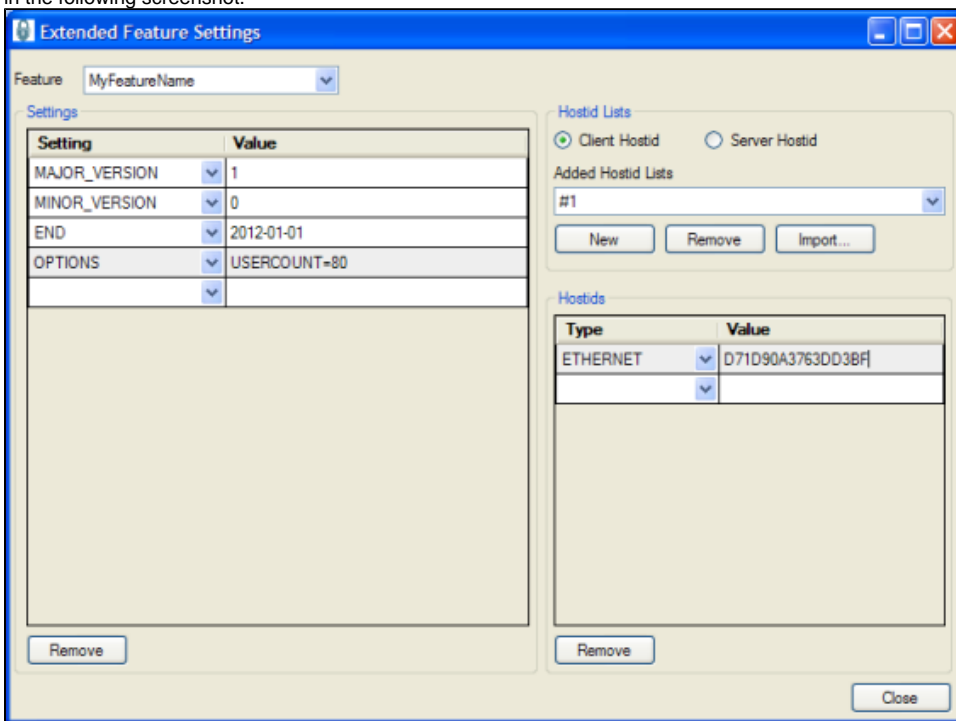 in the following screenshot.
Extended Feature Settings
Feature MyFeatureName
Settings
Setting Value
MAJOR_VERSION 1
MINOR_VERSION 0
END 2012-01-01
OPTIONS USERCOUNT=80
Remove
Hostid Lists
Client Hostid Server Hostid
Added Hostid Lists
#1
New Remove Import...
Hostids
Type Value
ETHERNET D71D90A3763DD3BF
Remove
Close